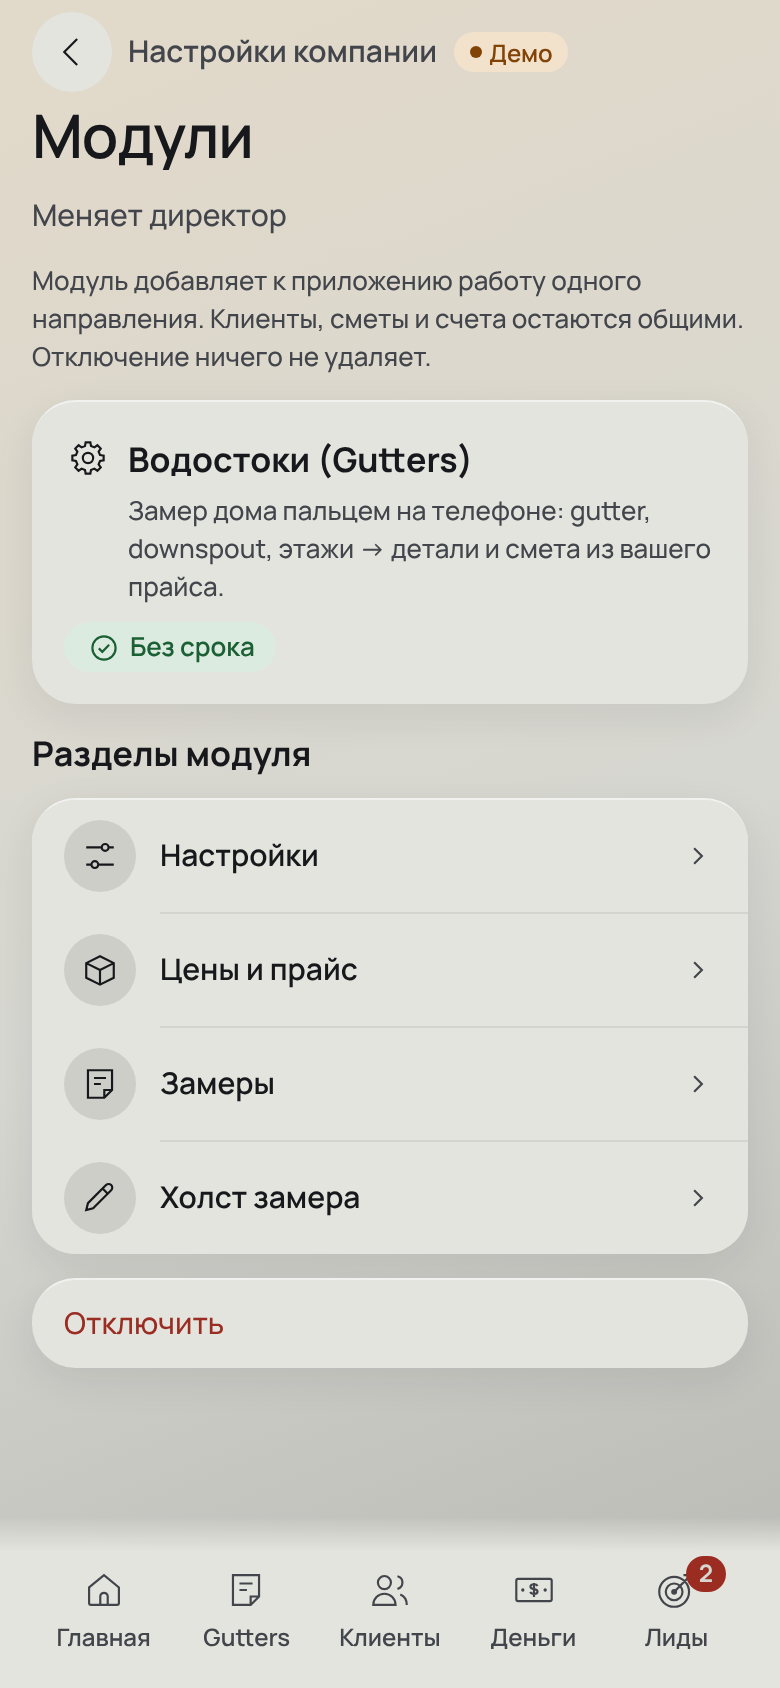 Настройки компании
Демо
Модули
Меняет директор
Модуль добавляет к приложению работу одного
направления. Клиенты, сметы и счета остаются общими.
Отключение ничего не удаляет.
Водостоки (Gutters)
Замер дома пальцем на телефоне: gutter,
downspout, этажи → детали и смета из вашего
прайса.
Без срока
Разделы модуля
Настройки
Цены и прайс
Замеры
Холст замера
Отключить
2
Главная
Gutters
Клиенты
Деньги
Лиды